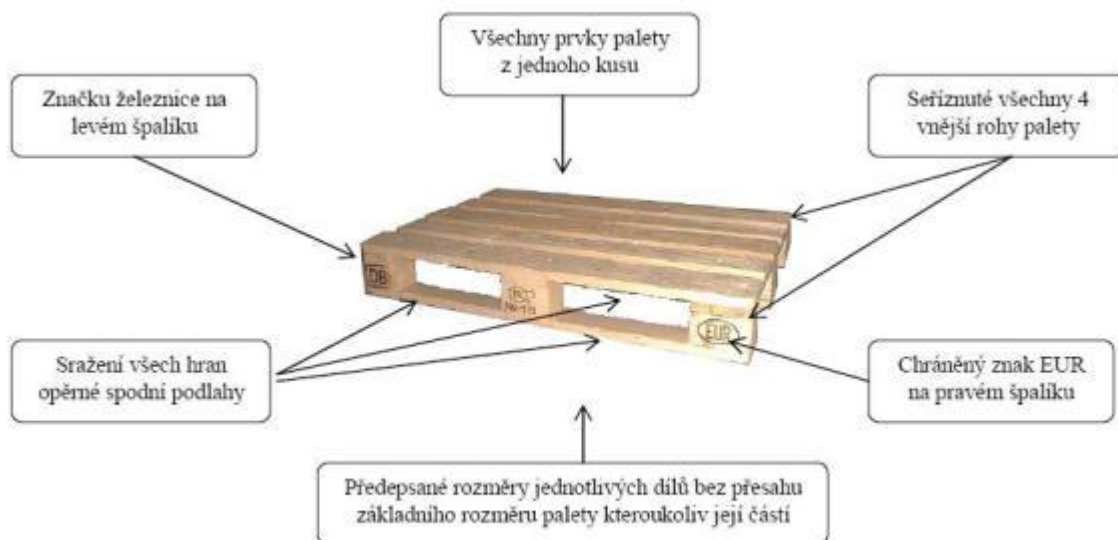 Všechny prvky palety
z jednoho kusu
Značku železnice na
levém špalíku
Seříznuté všechny 4
vnější rohy palety
DB
EUR
Sražení všech hran
opěrné spodní podlahy
Chráněný znak EUR
na pravém špalíku
Předepsané rozměry jednotlivých dílů bez přesahu
základního rozměru palety kteroukoliv její částí